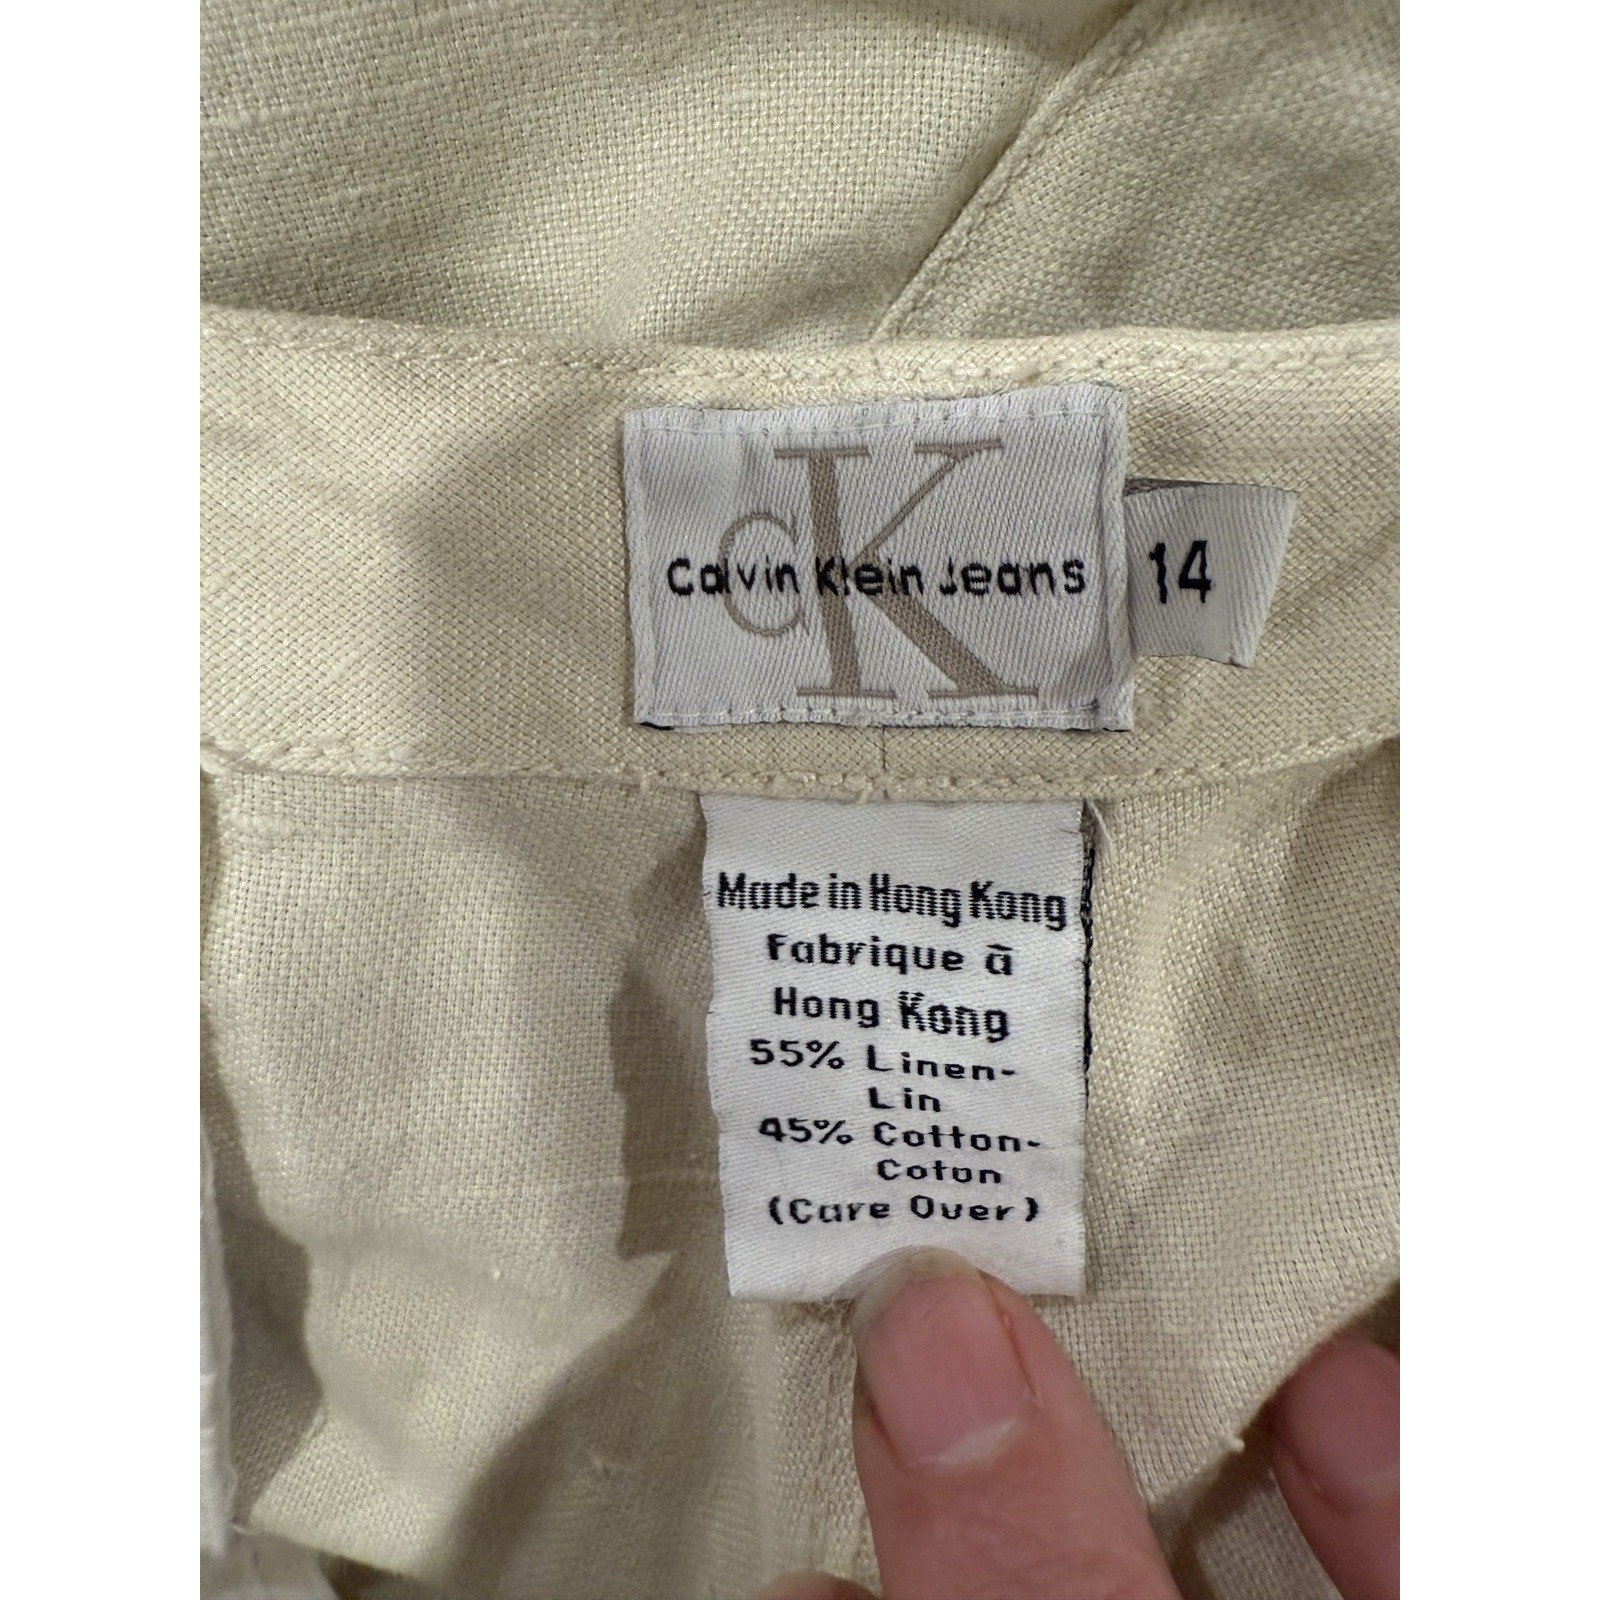 CK
Calvin Klein Jeans
14
Made in Hong Kong
Fabrique ā
Hong Kong
55% Linen-
Lin
45% Cotton-
Coton
(Care Over)